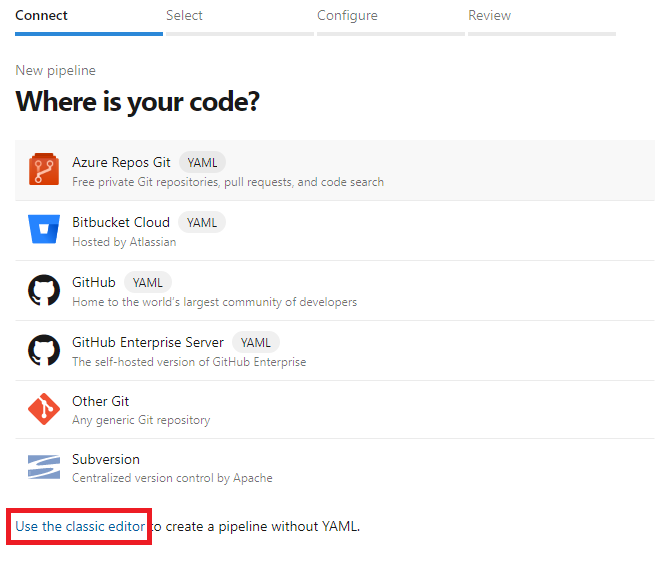 Connect Select Configure Review
New pipeline
Where is your code?
Azure Repos Git YAML
Free private Git repositories, pull requests, and code search
Bitbucket Cloud YAML
Hosted by Atlassian
GitHub YAML
Home to the world's largest community of developers
GitHub Enterprise Server YAML
The self-hosted version of GitHub Enterprise
Other Git
Any generic Git repository
Subversion
Centralized version control by Apache
Use the classic editor to create a pipeline without YAML.